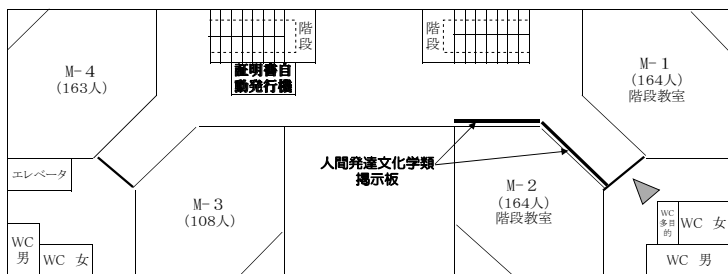 階
段
階
段
M-4
(163人)
証明書自
動発行機
M-1
(164人)
階段教室
人間発達文化学類
掲示板
エレベータ
M-3
(108人)
M-2
(164人)
階段教室
WC
男
WC 女
WC
多目
的
WC 女
WC 男